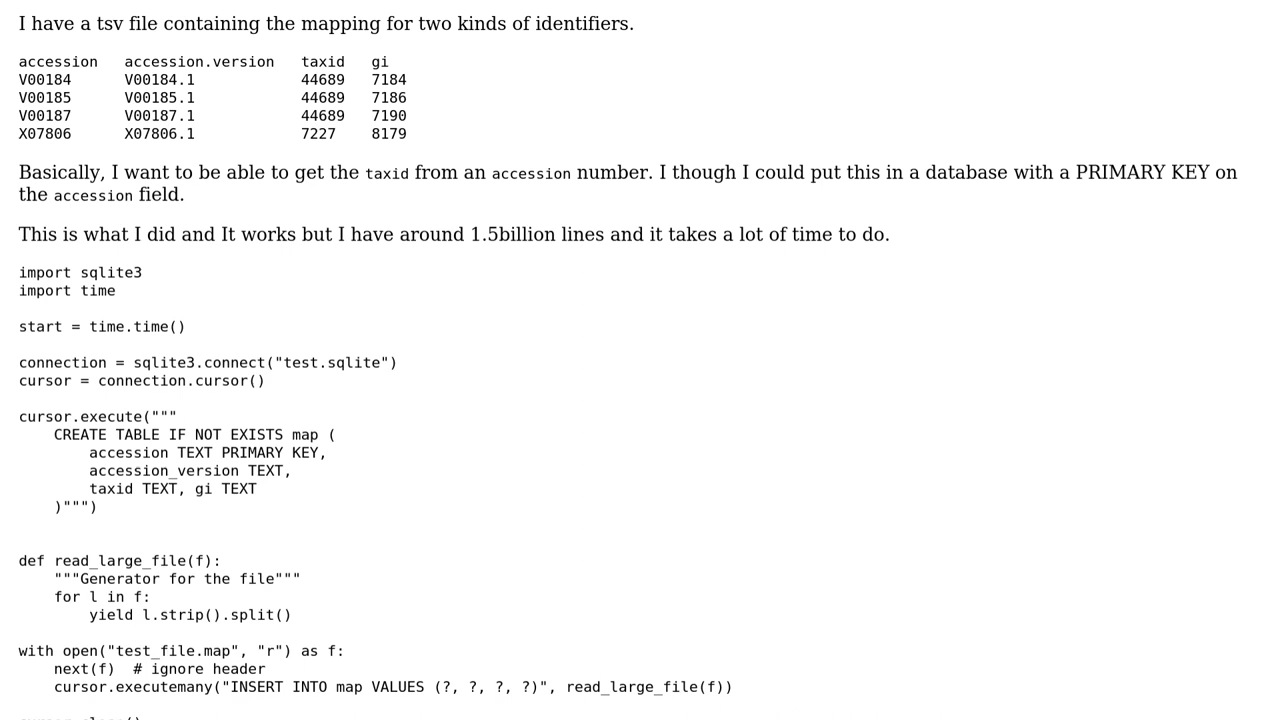 I have a tsv file containing the mapping for two kinds of identifiers.
accession   accession.version   taxid   gi
V00184      V00184.1            44689   7184
V00185      V00185.1            44689   7186
V00187      V00187.1            44689   7190
X07806      X07806.1            7227    8179
Basically, I want to be able to get the taxid from an accession number. I though I could put this in a database with a PRIMARY KEY on
the accession field.
This is what I did and It works but I have around 1.5billion lines and it takes a lot of time to do.
import sqlite3
import time
start = time.time()
connection = sqlite3.connect("test.sqlite")
cursor = connection.cursor()
cursor.execute("""
    CREATE TABLE IF NOT EXISTS map (
        accession TEXT PRIMARY KEY,
        accession_version TEXT,
        taxid TEXT, gi TEXT
    )""")
def read_large_file(f):
    """Generator for the file"""
    for l in f:
        yield l.strip().split()
with open("test_file.map", "r") as f:
    next(f)  # ignore header
    cursor.executemany("INSERT INTO map VALUES (?, ?, ?, ?)", read_large_file(f))